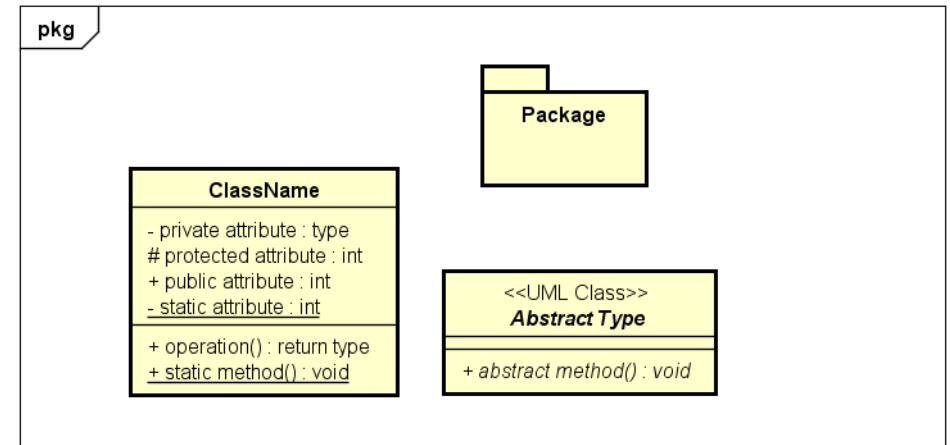 pkg
Package
ClassName
- private attribute : type
# protected attribute : int
+ public attribute : int
- static attribute : int
+ operation() : return type
+ static method() : void
<<UML Class>>
Abstract Type
+ abstract method() : void